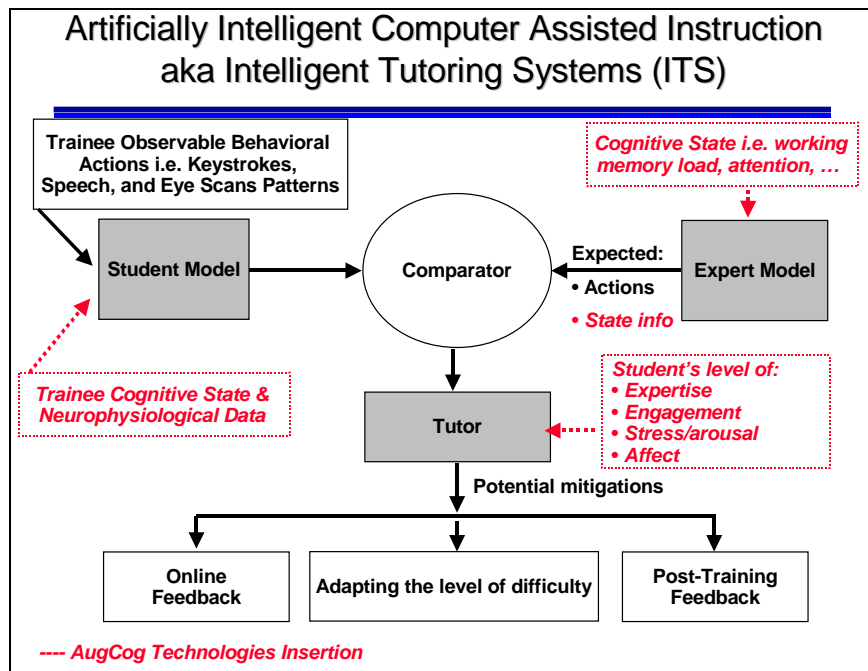 Artificially Intelligent Computer Assisted Instruction
aka Intelligent Tutoring Systems (ITS)
Trainee Observable Behavioral
Actions i.e. Keystrokes,
Speech, and Eye Scans Patterns
Cognitive State i.e. working
memory load, attention, …
Student Model
Comparator
Expected:
• Actions
• State info
Expert Model
Trainee Cognitive State &
Neurophysiological Data
Tutor
Student's level of:
• Expertise
• Engagement
• Stress/arousal
• Affect
Potential mitigations
Online
Feedback
Adapting the level of difficulty
Post-Training
Feedback
---- AugCog Technologies Insertion